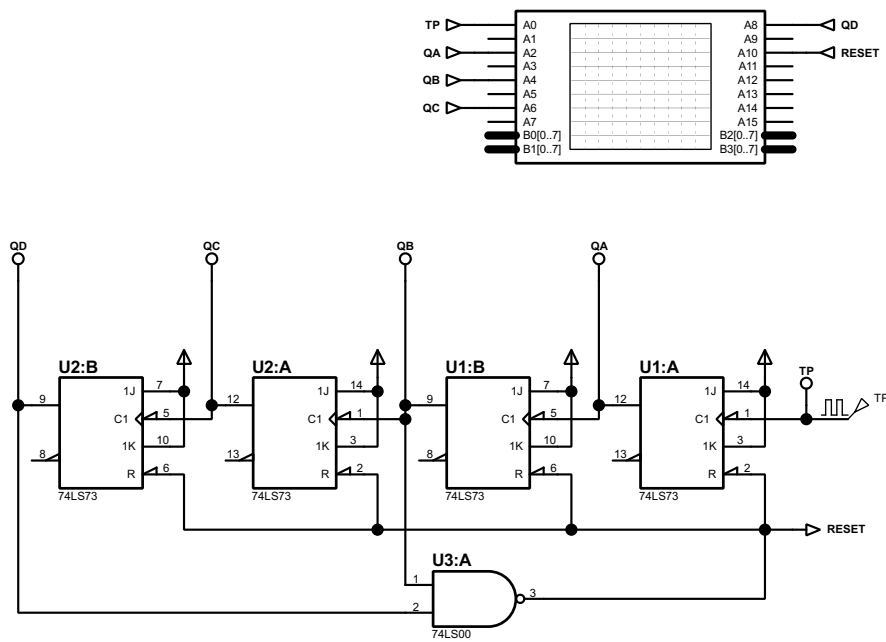 TP A0 A8 QD
A1 A9
QA A2 A10 RESET
A3 A11
QB A4 A12
A5 A13
QC A6 A14
A7 A15
B0[0..7] B2[0..7]
B1[0..7] B3[0..7]
QD QC QB QA
U2:B U2:A U1:B U1:A
TP
1J 7 1J 14 1J 7 1J 14
TP
9 12 9 12
C1 5 C1 1 C1 5 C1 1
1K 10 1K 3 1K 10 1K 3
8 13 8 13
R 6 R 2 R 6 R 2
74LS73 74LS73 74LS73 74LS73
RESET
U3:A
1
3
2
74LS00